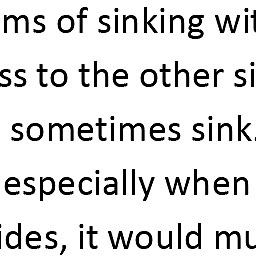 ms of sinking wit
ss to the other si
sometimes sink.
especially when
ides, it would mu